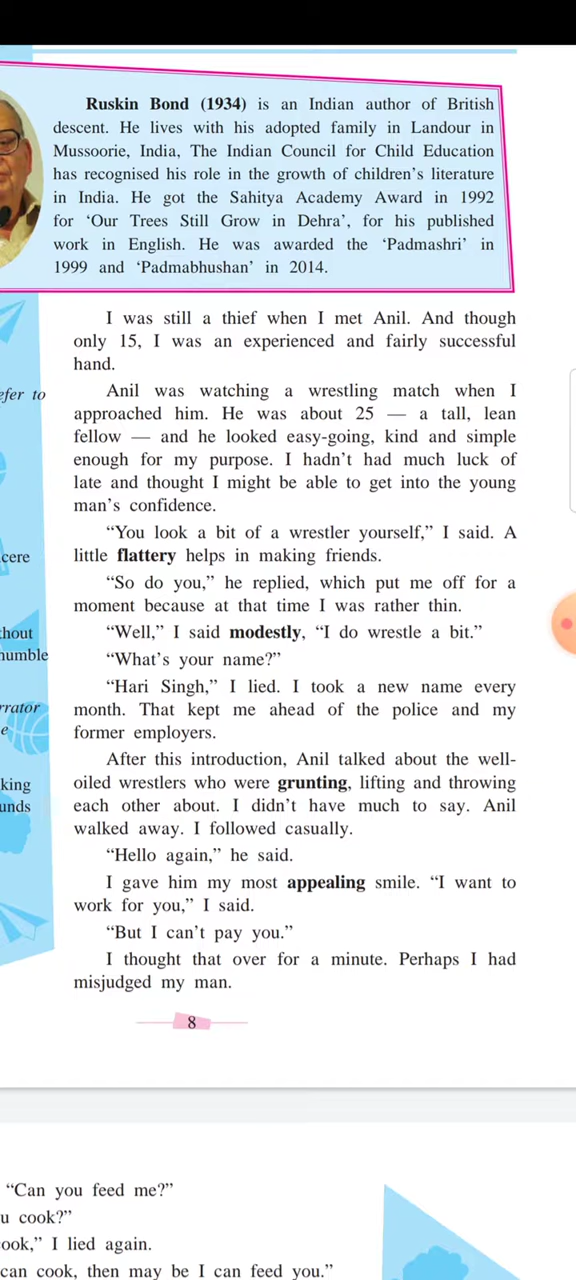 Ruskin Bond (1934) is an Indian author of British
descent. He lives with his adopted family in Landour in
Mussoorie, India, The Indian Council for Child Education
has recognised his role in the growth of children's literature
in India. He got the Sahitya Academy Award in 1992
for 'Our Trees Still Grow in Dehra', for his published
work in English. He was awarded the 'Padmashri' in
1999 and 'Padmabhushan' in 2014.
I was still a thief when I met Anil. And though
only 15, I was an experienced and fairly successful
hand.
Anil was watching a wrestling match when I
approached him. He was about 25 — a tall, lean
fellow — and he looked easy-going, kind and simple
enough for my purpose. I hadn't had much luck of
late and thought I might be able to get into the young
man's confidence.
"You look a bit of a wrestler yourself," I said. A
little flattery helps in making friends.
"So do you," he replied, which put me off for a
moment because at that time I was rather thin.
"Well," I said modestly, "I do wrestle a bit."
"What's your name?"
"Hari Singh," I lied. I took a new name every
month. That kept me ahead of the police and my
former employers.
After this introduction, Anil talked about the well-
oiled wrestlers who were grunting, lifting and throwing
each other about. I didn't have much to say. Anil
walked away. I followed casually.
"Hello again," he said.
I gave him my most appealing smile. "I want to
work for you," I said.
"But I can't pay you."
I thought that over for a minute. Perhaps I had
misjudged my man.
8
to
humble
"Can you feed me?"
cook?"
I lied again.
can cook, then may be I can feed you."